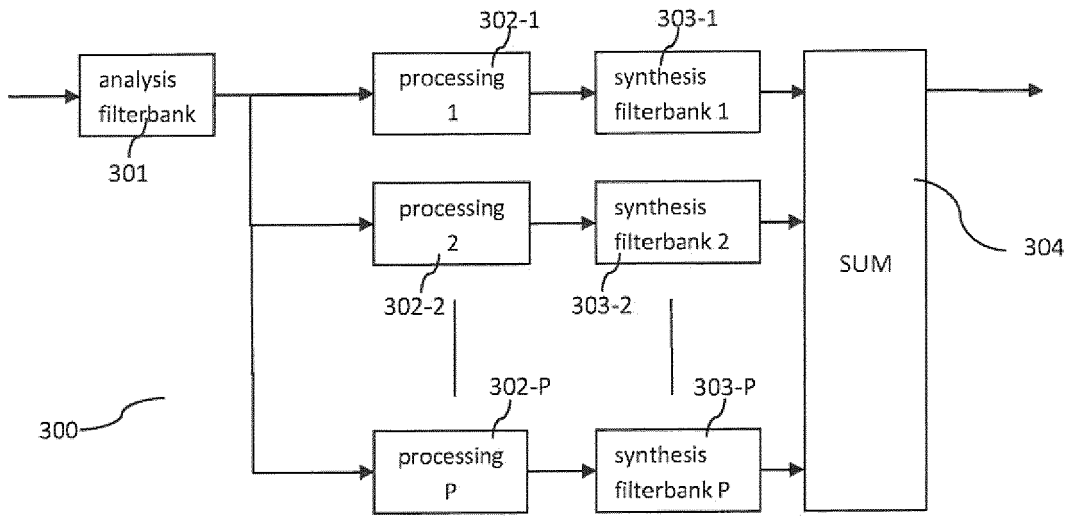 302-1
303-1
analysis
filterbank
301
processing
1
synthesis
filterbank 1
processing
2
302-2
synthesis
filterbank 2
303-2
SUM
304
302-P
303-P
300
processing
P
synthesis
filterbank P